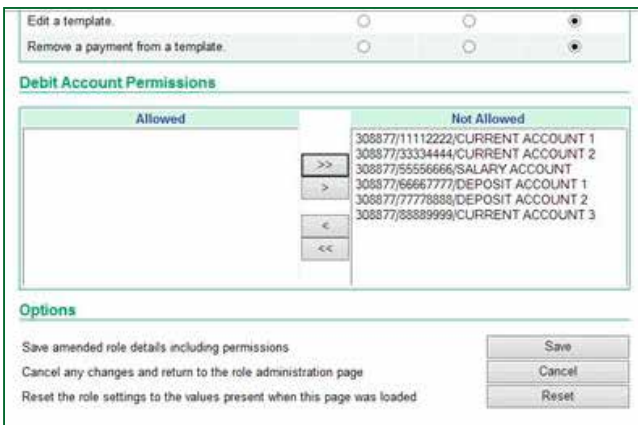 Edit a template.
Remove a payment from a template.
Debit Account Permissions
Allowed
Not Allowed
308877/11112222/CURRENT ACCOUNT 1
308877/33334444/CURRENT ACCOUNT 2
308877/55556666/SALARY ACCOUNT
308877/66667777/DEPOSIT ACCOUNT 1
308877/77778888/DEPOSIT ACCOUNT 2
308877/88889999/CURRENT ACCOUNT 3
>>
>
<
<<
Options
Save amended role details including permissions
Save
Cancel any changes and return to the role administration page
Cancel
Reset the role settings to the values present when this page was loaded
Reset